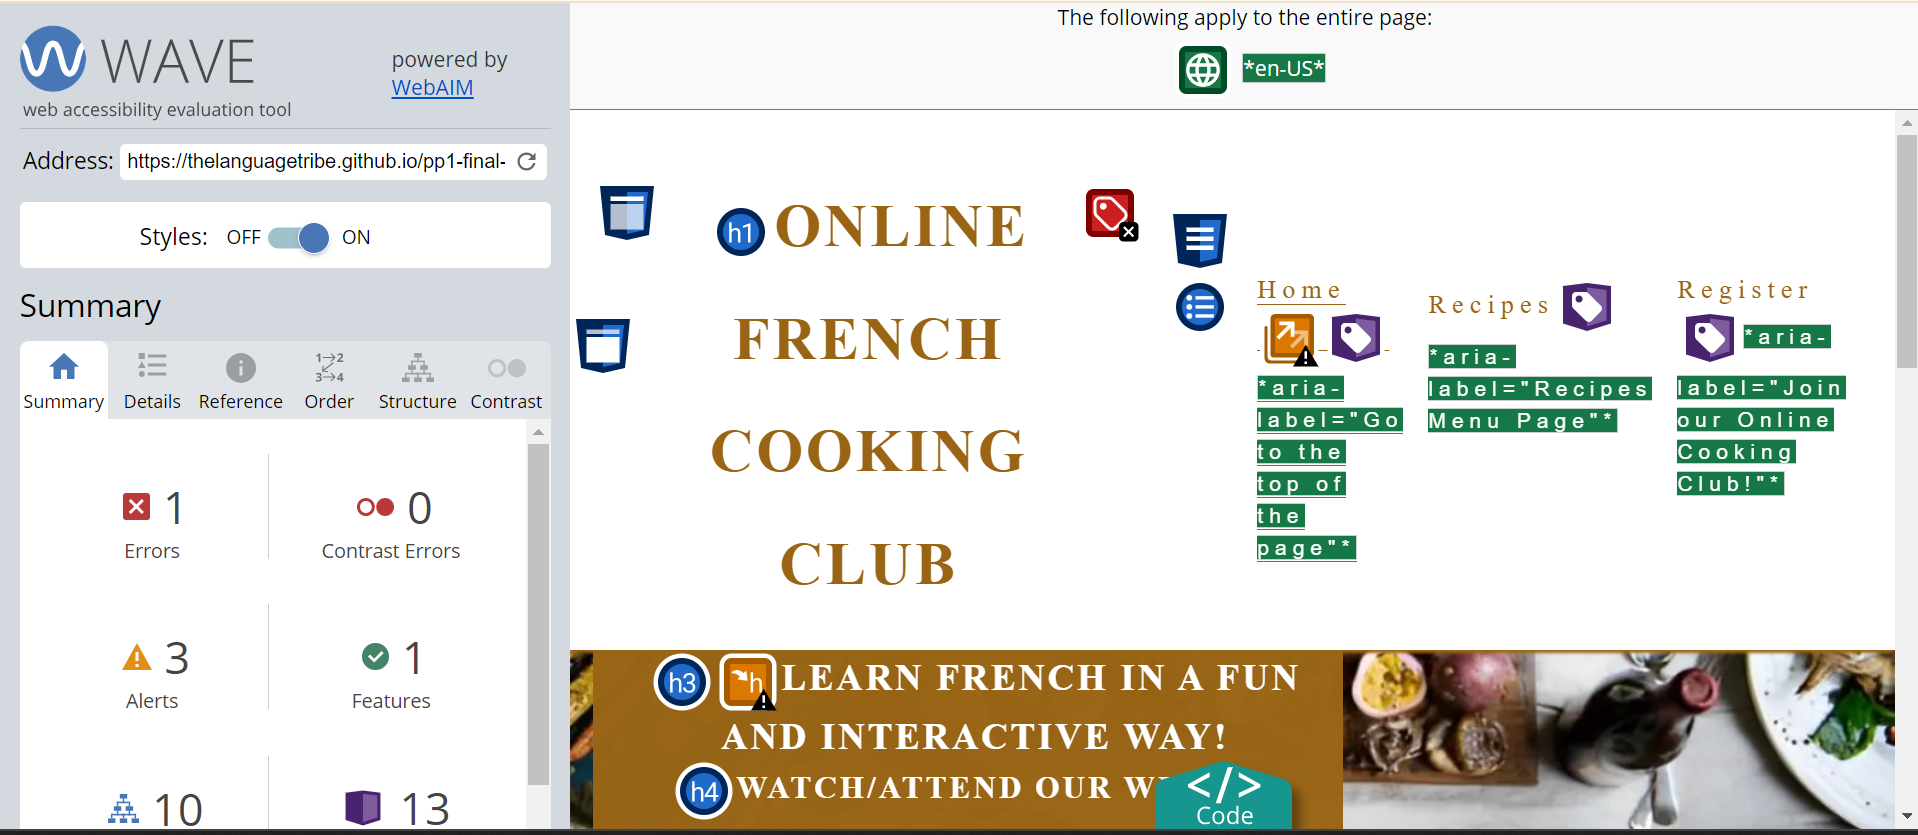 WAVE
powered by
WebAIM
web accessibility evaluation tool
Address: https://thelanguagetribe.github.io/pp1-final-
Styles: OFF ON
Summary
Summary Details Reference Order Structure Contrast
1
Errors
0
Contrast Errors
3
Alerts
1
Features
10
13
The following apply to the entire page:
*en-US*
h1 ONLINE
FRENCH
COOKING
CLUB
Home
*aria-
label="Go
to the
top of
the
page"*
Recipes
*aria-
label="Recipes
Menu Page"*
Register
*aria-
label="Join
our Online
Cooking
Club!"*
h3 h LEARN FRENCH IN A FUN
AND INTERACTIVE WAY!
h4 WATCH/ATTEND OUR
</>
Code